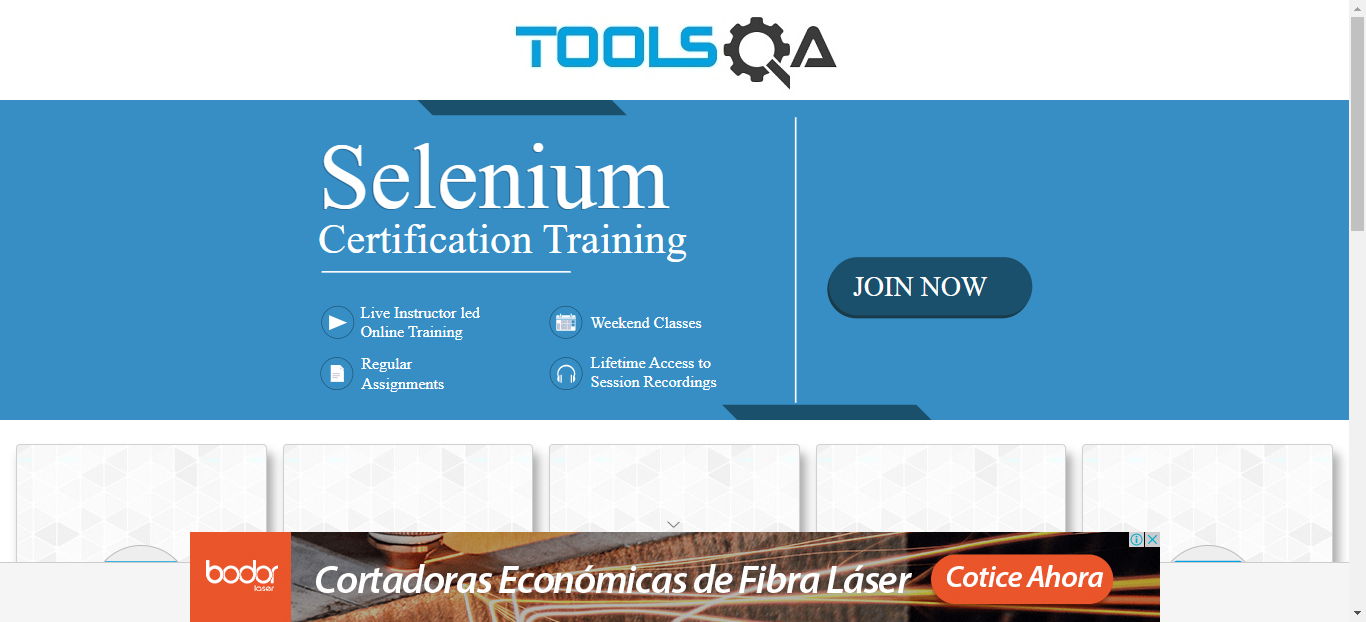 TOOLSQA
Selenium
Certification Training
Live Instructor led
Online Training
Weekend Classes
Regular
Assignments
Lifetime Access to
Session Recordings
JOIN NOW
bodor
laser
Cortadoras Económicas de Fibra Láser
Cotice Ahora